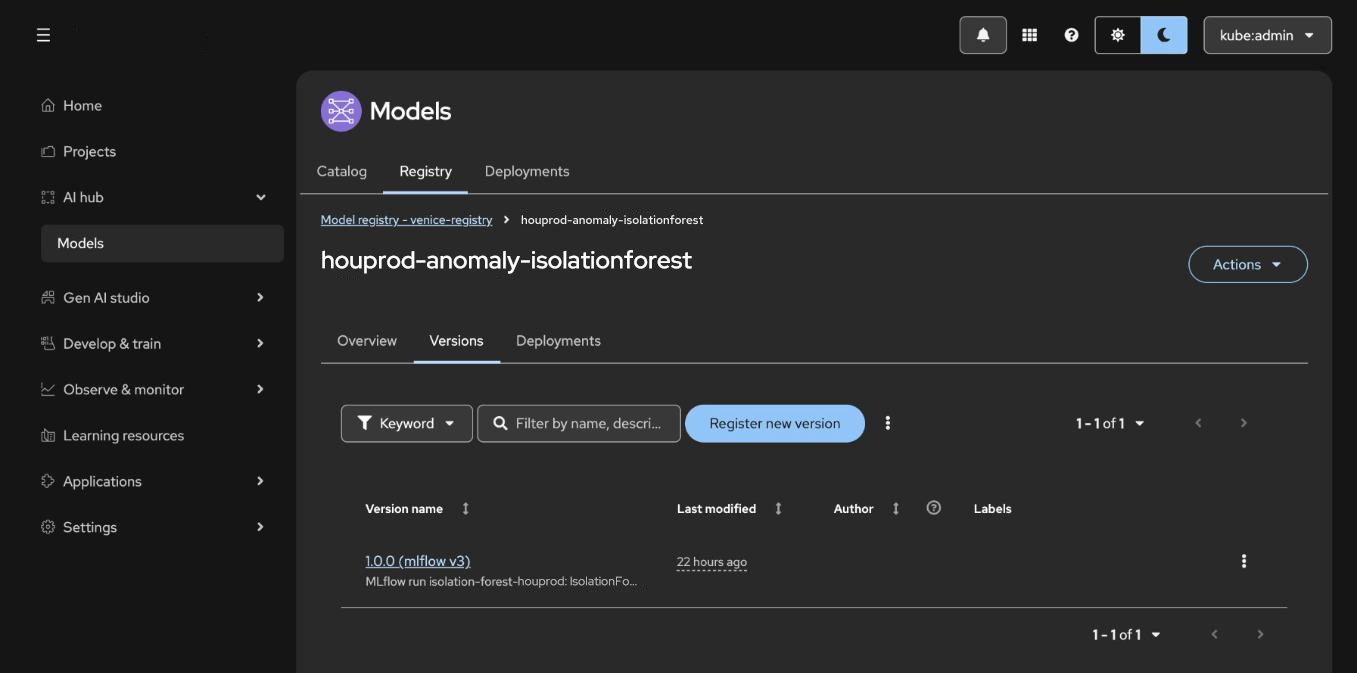 kube:admin
Home
Projects
AI hub
Models
Gen AI studio
Develop & train
Observe & monitor
Learning resources
Applications
Settings
Models
Catalog Registry Deployments
Model registry - venice-registry > houprod-anomaly-isolationforest
houprod-anomaly-isolationforest
Actions
Overview Versions Deployments
Keyword Filter by name, descri... Register new version 1 - 1 of 1
Version name Last modified Author Labels
1.0.0 (mlflow v3) 22 hours ago
MLflow run isolation-forest-houprod: IsolationFo...
1 - 1 of 1